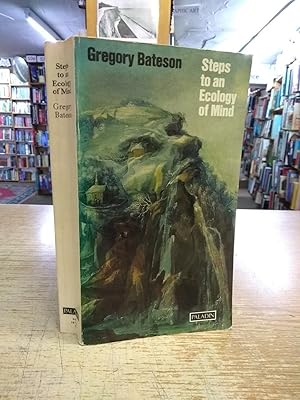 Gregory Bateson
Steps
to an
Ecology
of Mind
PALADIN
Steps
to an
Ecology
of Mind
Gregory
Bateson
PALADIN